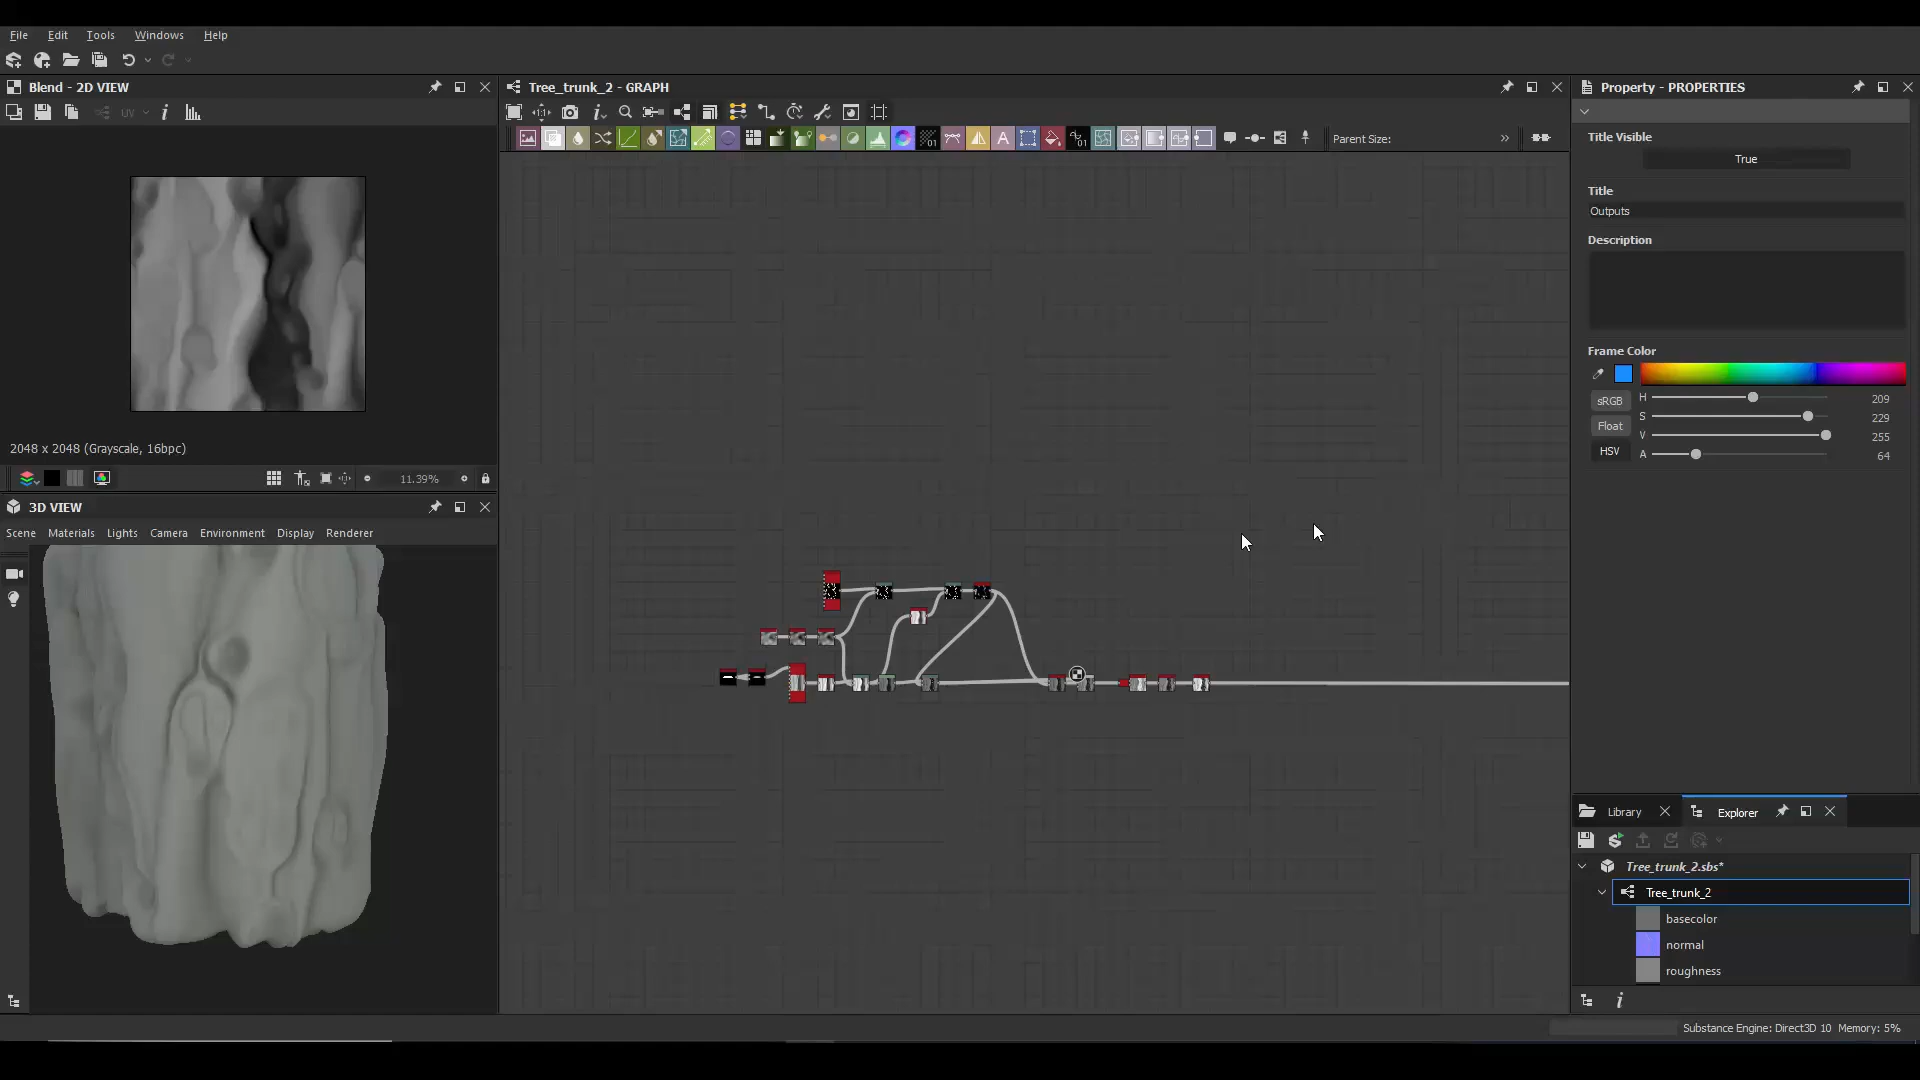 File Edit Tools Windows Help
Blend - 2D VIEW
UV
2048 x 2048 (Grayscale, 16bpc)
11.39%
3D VIEW
Scene Materials Lights Camera Environment Display Renderer
Tree_trunk_2 - GRAPH
Parent Size:
Property - PROPERTIES
Title Visible
True
Title
Outputs
Description
Frame Color
sRGB
Float
HSV
H 209
S 229
V 255
A 64
Library
Explorer
Tree_trunk_2.sbs*
Tree_trunk_2
basecolor
normal
roughness
Substance Engine: Direct3D 10 Memory: 5%